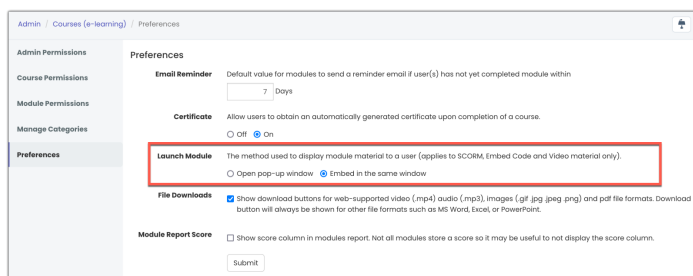 Admin / Courses (e-learning) / Preferences
Admin Permissions
Course Permissions
Module Permissions
Manage Categories
Preferences
Preferences
Email Reminder
Default value for modules to send a reminder email if user(s) has not yet completed module within
7 Days
Certificate
Allow users to obtain an automatically generated certificate upon completion of a course.
Off On
Launch Module
The method used to display module material to a user (applies to SCORM, Embed Code and Video material only).
Open pop-up window Embed in the same window
File Downloads
Show download buttons for web-supported video (.mp4) audio (.mp3), images (.gif .jpg .jpeg .png) and pdf file formats. Download
button will always be shown for other file formats such as MS Word, Excel, or PowerPoint.
Module Report Score
Show score column in modules report. Not all modules store a score so it may be useful to not display the score column.
Submit